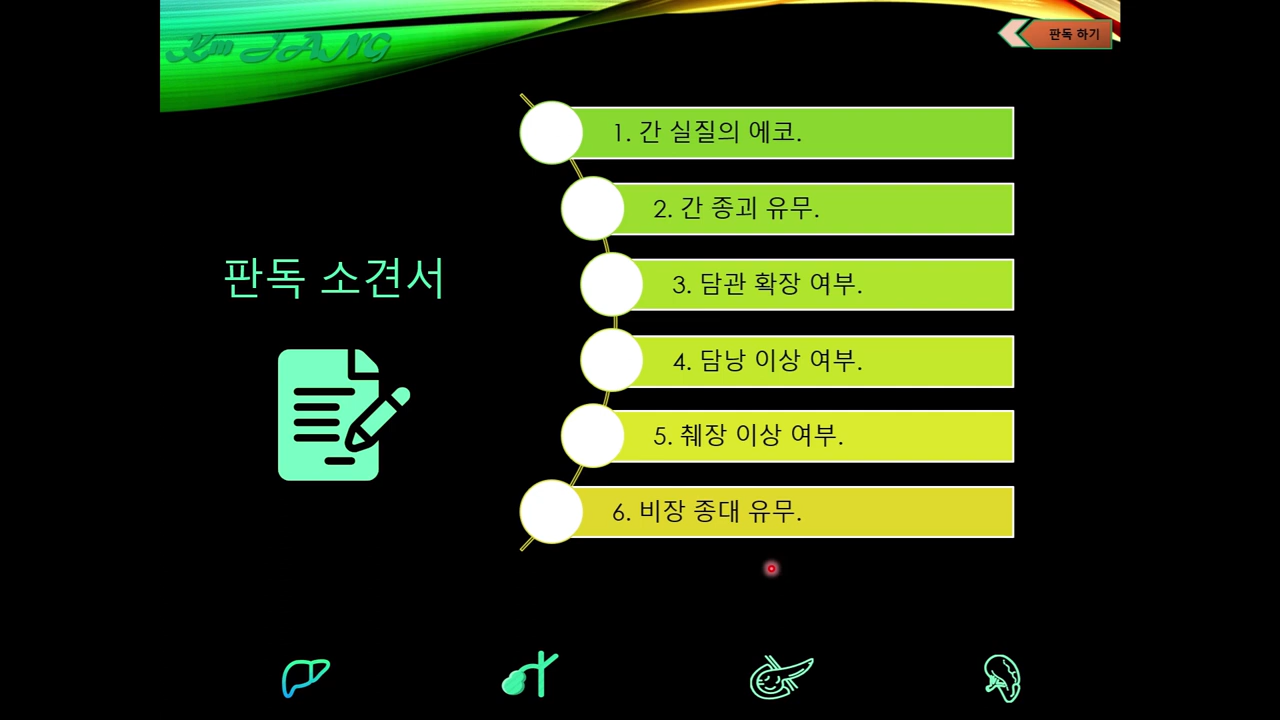 Km JANG
판독 하기
1. 간 실질의 에코.
2. 간 종괴 유무.
3. 담관 확장 여부.
판독 소견서
4. 담낭 이상 여부.
5. 췌장 이상 여부.
6. 비장 종대 유무.